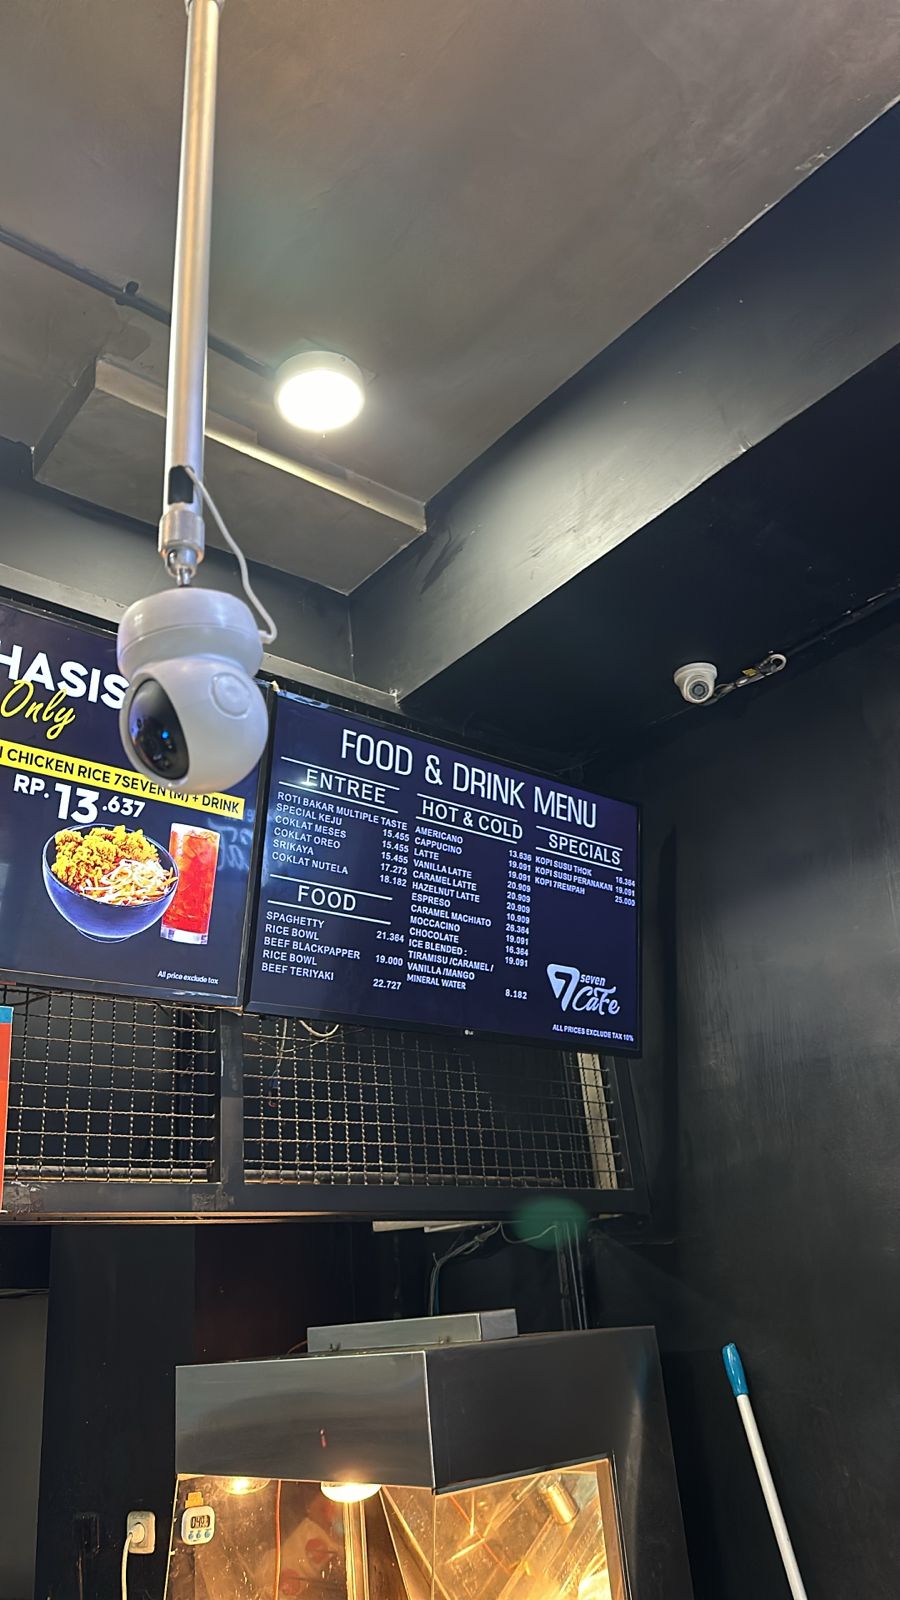 HASIS
Only
CHICKEN RICE 7SEVEN (M) + DRINK
RP. 13.637
All price exclude tax
FOOD & DRINK MENU
ENTREE
ROTI BAKAR MULTIPLE TASTE
SPECIAL KEJU 15.455
COKLAT MESES 15.455
COKLAT OREO 15.455
SRIKAYA 17.273
COKLAT NUTELA 18.182
FOOD
SPAGHETTY 21.364
RICE BOWL
BEEF BLACKPAPPER 19.000
RICE BOWL
BEEF TERIYAKI 22.727
HOT & COLD
AMERICANO 13.636
CAPPUCINO 19.091
LATTE 19.091
VANILLA LATTE 20.909
CARAMEL LATTE 20.909
HAZELNUT LATTE 20.909
ESPRESO 10.909
CARAMEL MACHIATO 26.364
MOCCACINO 19.091
CHOCOLATE 16.364
ICE BLENDED : 19.091
TIRAMISU /CARAMEL /
VANILLA /MANGO
MINERAL WATER 8.182
SPECIALS
KOPI SUSU THOK 16.364
KOPI SUSU PERANAKAN 19.091
KOPI 7REMPAH 25.000
7 seven
CaFe
ALL PRICES EXCLUDE TAX 10%
LG